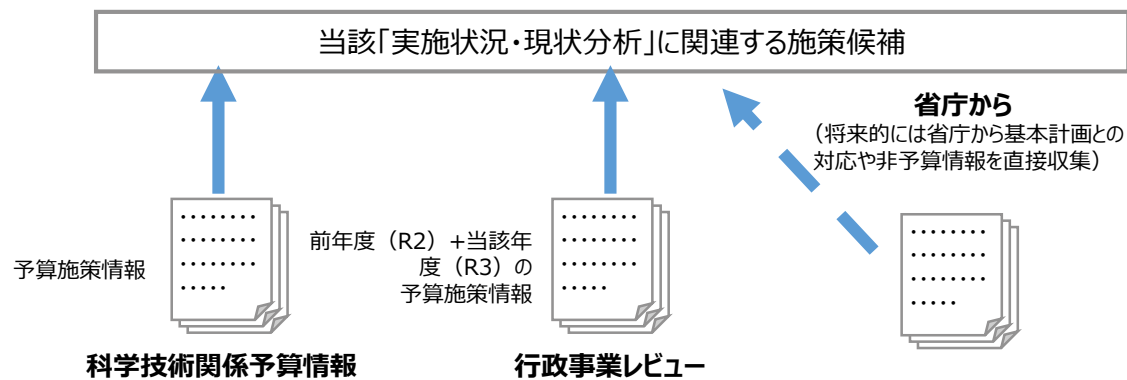 当該「実施状況・現状分析」に関連する施策候補
省庁から
（将来的には省庁から基本計画との
対応や非予算情報を直接収集）
予算施策情報
前年度（R2）+当該年
度（R3）の
予算施策情報
科学技術関係予算情報
行政事業レビュー